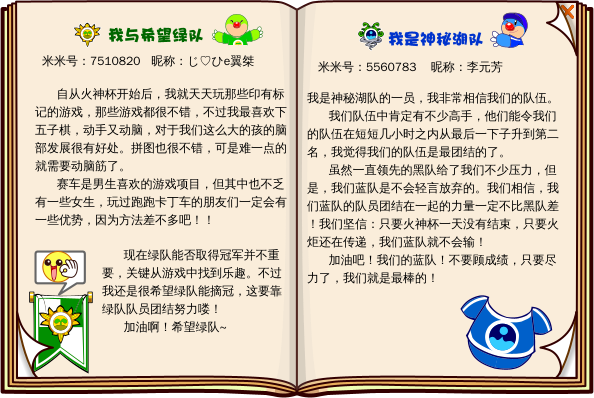 我与希望绿队
米米号：7510820 昵称：じ♡ひe翼桀
自从火神杯开始后，我就天天玩那些印有标
记的游戏，那些游戏都很不错，不过我最喜欢下
五子棋，动手又动脑，对于我们这么大的孩的脑
部发展很有好处。拼图也很不错，可是难一点的
就需要动脑筋了。
赛车是男生喜欢的游戏项目，但其中也不乏
有一些女生，玩过跑跑卡丁车的朋友们一定会有
一些优势，因为方法差不多吧！！
现在绿队能否取得冠军并不重
要，关键从游戏中找到乐趣。不过
我还是很希望绿队能摘冠，这要靠
绿队队员团结努力喽！
加油啊！希望绿队~
我是神秘湖队
米米号：5560783 昵称：李元芳
我是神秘湖队的一员，我非常相信我们的队伍。
我们队伍中肯定有不少高手，他们能令我们
的队伍在短短几小时之内从最后一下子升到第二
名，我觉得我们的队伍是最团结的了。
虽然一直领先的黑队给了我们不少压力，但
是，我们蓝队是不会轻言放弃的。我们相信，我
们蓝队的队员团结在一起的力量一定不比黑队差
！我们坚信：只要火神杯一天没有结束，只要火
炬还在传递，我们蓝队就不会输！
加油吧！我们的蓝队！不要顾成绩，只要尽
力了，我们就是最棒的！